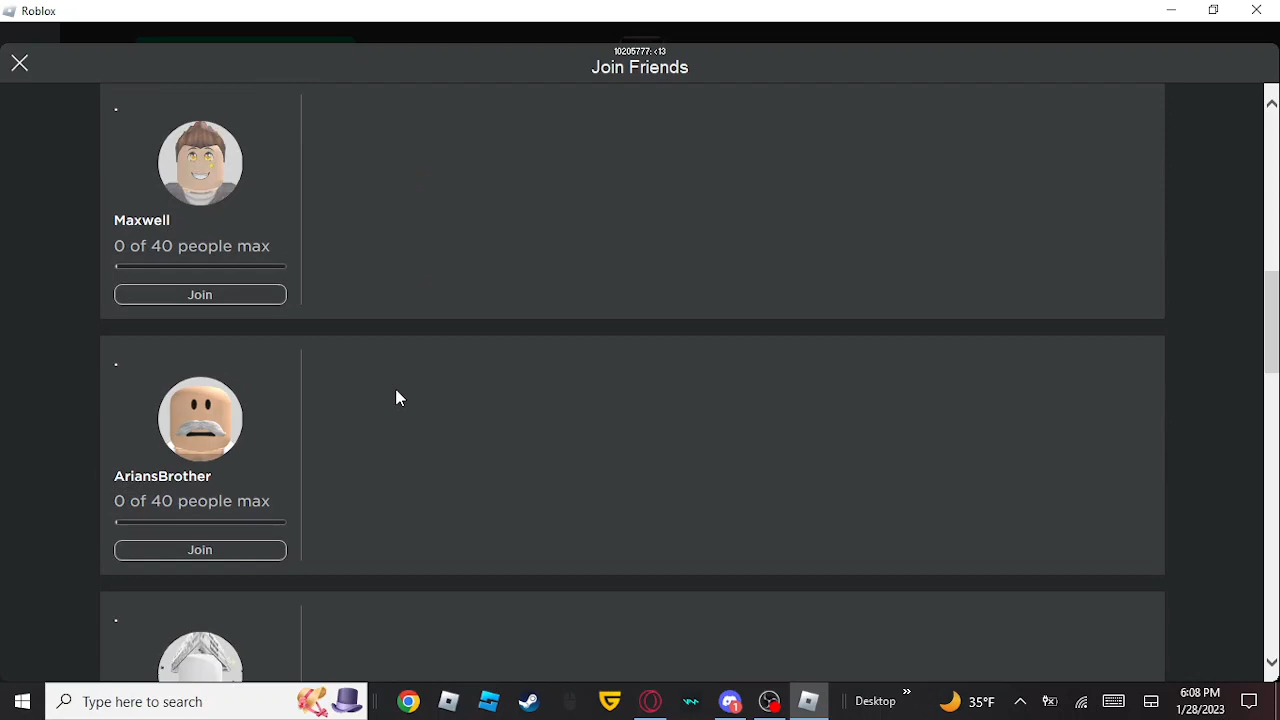 Roblox
10205777: <13
Join Friends
.
Maxwell
0 of 40 people max
Join
.
AriansBrother
0 of 40 people max
Join
.
Type here to search
1
Desktop
35°F
6:08 PM
1/28/2023